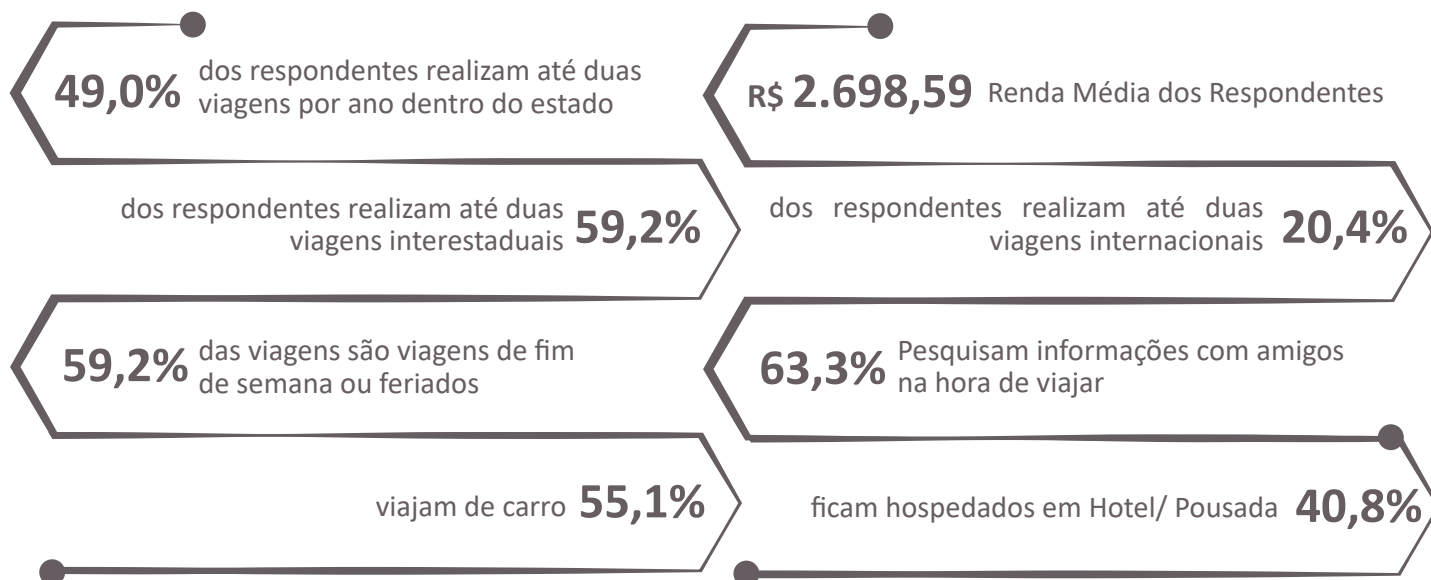 49,0% dos respondentes realizam até duas
viagens por ano dentro do estado
dos respondentes realizam até duas
viagens interestaduais 59,2%
59,2% das viagens são viagens de fim
de semana ou feriados
viajam de carro 55,1%
R$ 2.698,59 Renda Média dos Respondentes
dos respondentes realizam até duas
viagens internacionais 20,4%
63,3% Pesquisam informações com amigos
na hora de viajar
ficam hospedados em Hotel/ Pousada 40,8%